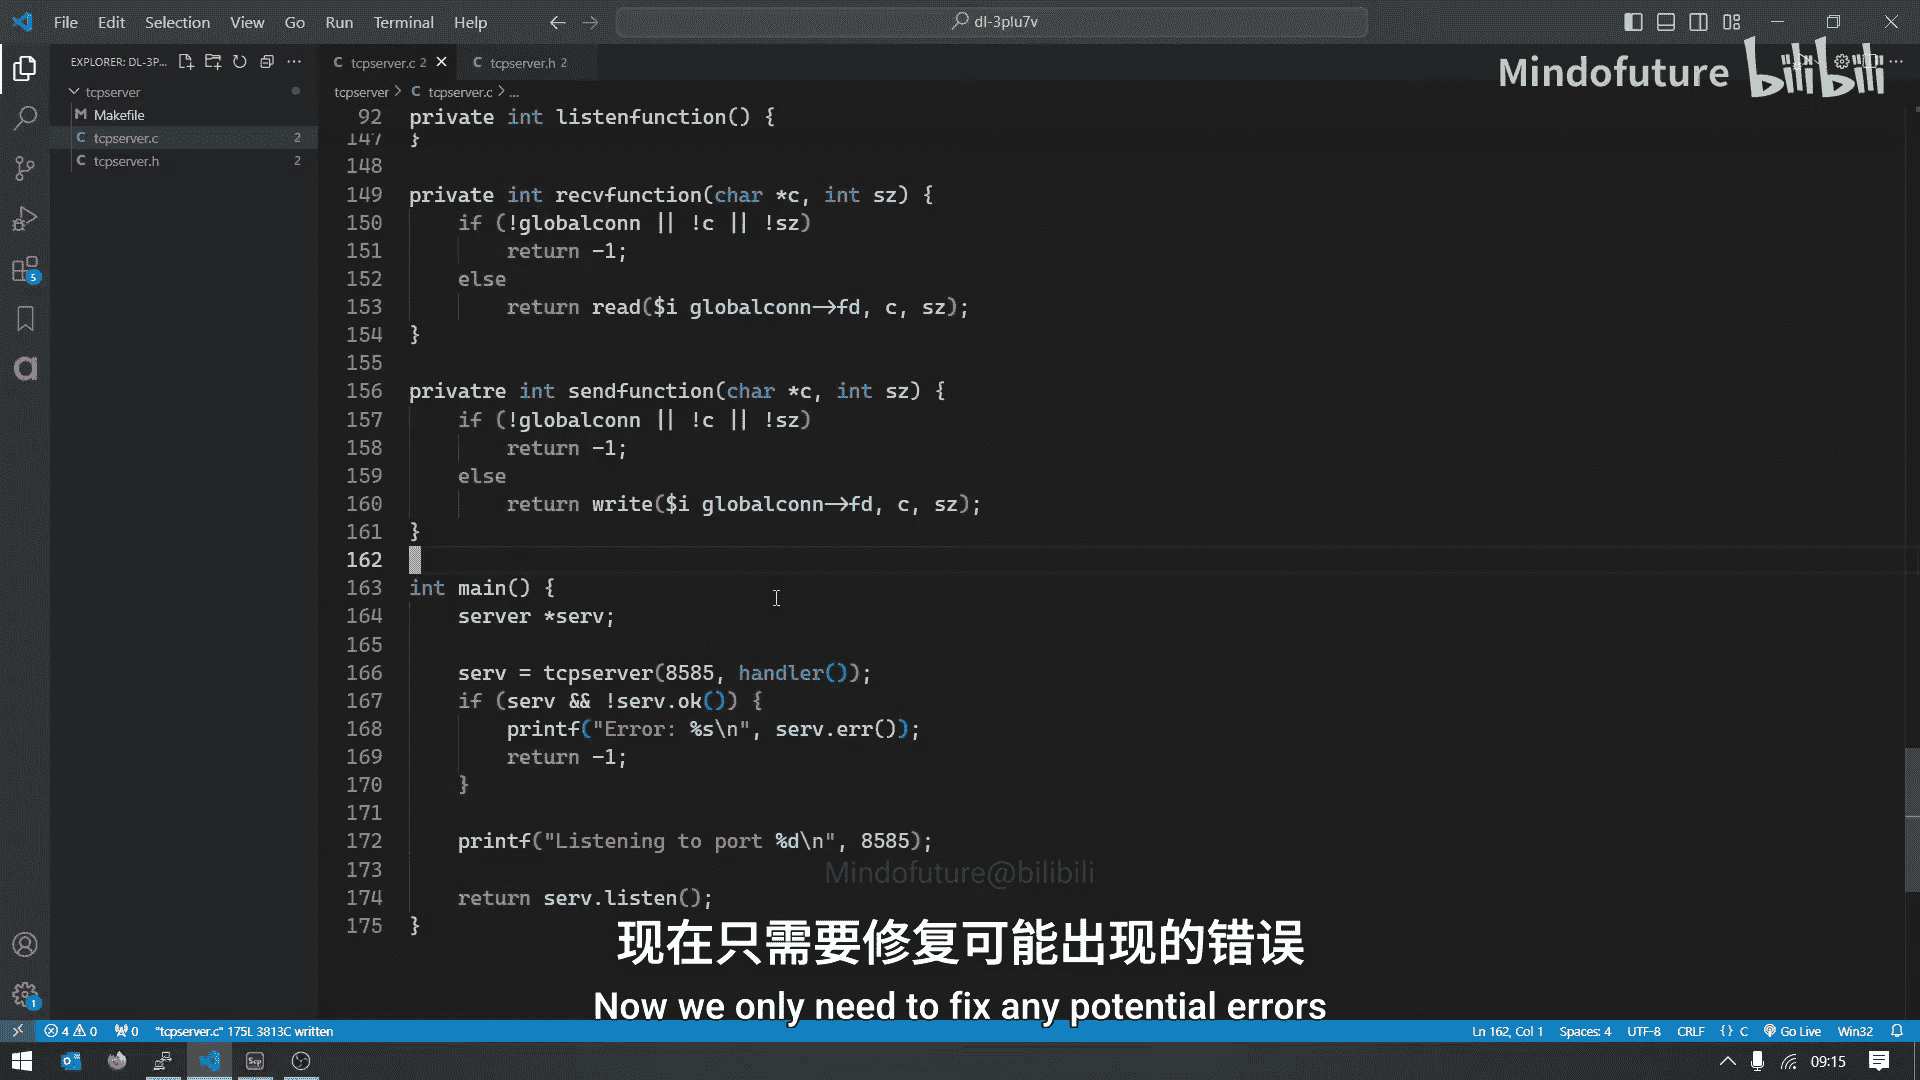 File Edit Selection View Go Run Terminal Help
dl-3plu7v
Mindofuture bilibili
EXPLORER: DL-3P...
tcpserver.c 2
tcpserver.h 2
tcpserver
M Makefile
C tcpserver.c 2
C tcpserver.h 2
tcpserver > C tcpserver.c > ...
92 private int listenfunction() {
147 }
148
149 private int recvfunction(char *c, int sz) {
150 if (!globalconn || !c || !sz)
151 return -1;
152 else
153 return read($i globalconn->fd, c, sz);
154 }
155
156 privatre int sendfunction(char *c, int sz) {
157 if (!globalconn || !c || !sz)
158 return -1;
159 else
160 return write($i globalconn->fd, c, sz);
161 }
162
163 int main() {
164 server *serv;
165
166 serv = tcpserver(8585, handler());
167 if (serv && !serv.ok()) {
168 printf("Error: %s\n", serv.err());
169 return -1;
170 }
171
172 printf("Listening to port %d\n", 8585);
173
174 return serv.listen();
175 }
Mindofuture@bilibili
现在只需要修复可能出现的错误
Now we only need to fix any potential errors
5
1
4 0 0 "tcpserver.c" 175L 3813C written
Ln 162, Col 1 Spaces: 4 UTF-8 CRLF {} C Go Live Win32
09:15